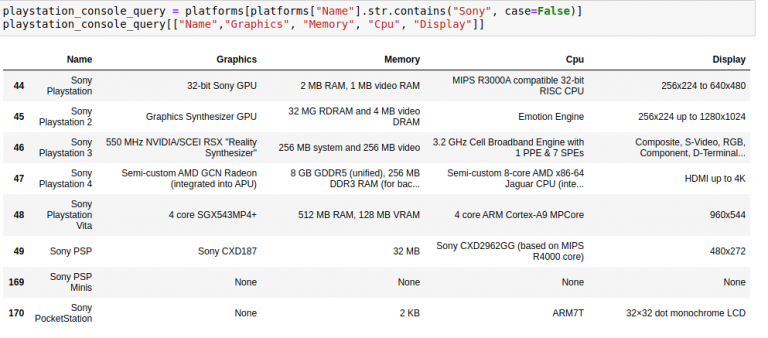 playstation_console_query = platforms[platforms["Name"].str.contains("Sony", case=False)]
playstation_console_query[["Name","Graphics", "Memory", "Cpu", "Display"]]
Name Graphics Memory Cpu Display
44 Sony Playstation 32-bit Sony GPU 2 MB RAM, 1 MB video RAM MIPS R3000A compatible 32-bit RISC CPU 256x224 to 640x480
45 Sony Playstation 2 Graphics Synthesizer GPU 32 MG RDRAM and 4 MB video DRAM Emotion Engine 256x224 up to 1280x1024
46 Sony Playstation 3 550 MHz NVIDIA/SCEI RSX "Reality Synthesizer" 256 MB system and 256 MB video 3.2 GHz Cell Broadband Engine with 1 PPE & 7 SPEs Composite, S-Video, RGB, Component, D-Terminal...
47 Sony Playstation 4 Semi-custom AMD GCN Radeon (integrated into APU) 8 GB GDDR5 (unified), 256 MB DDR3 RAM (for bac... Semi-custom 8-core AMD x86-64 Jaguar CPU (inte... HDMI up to 4K
48 Sony Playstation Vita 4 core SGX543MP4+ 512 MB RAM, 128 MB VRAM 4 core ARM Cortex-A9 MPCore 960x544
49 Sony PSP Sony CXD187 32 MB Sony CXD2962GG (based on MIPS R4000 core) 480x272
169 Sony PSP Minis None None None None
170 Sony PocketStation None 2 KB ARM7T 32×32 dot monochrome LCD